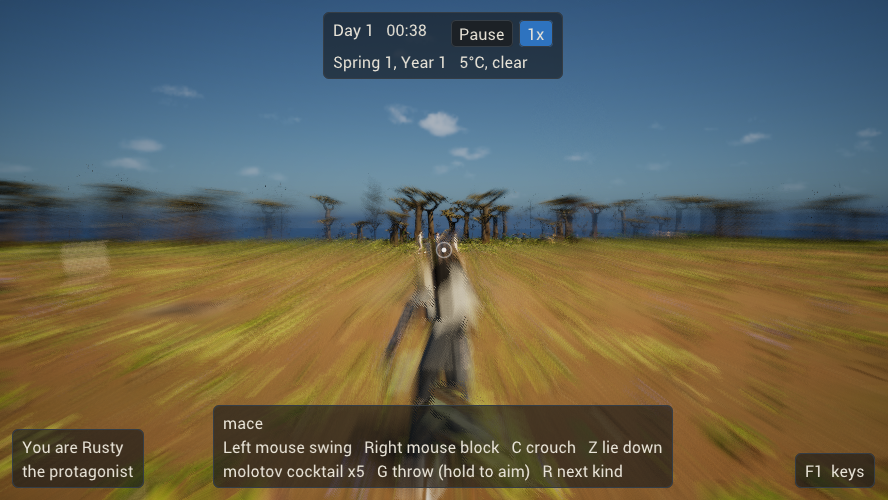 Day 1 00:38 Pause 1x
Spring 1, Year 1 5°C, clear
mace
Left mouse swing Right mouse block C crouch Z lie down
molotov cocktail x5 G throw (hold to aim) R next kind
You are Rusty
the protagonist
F1 keys